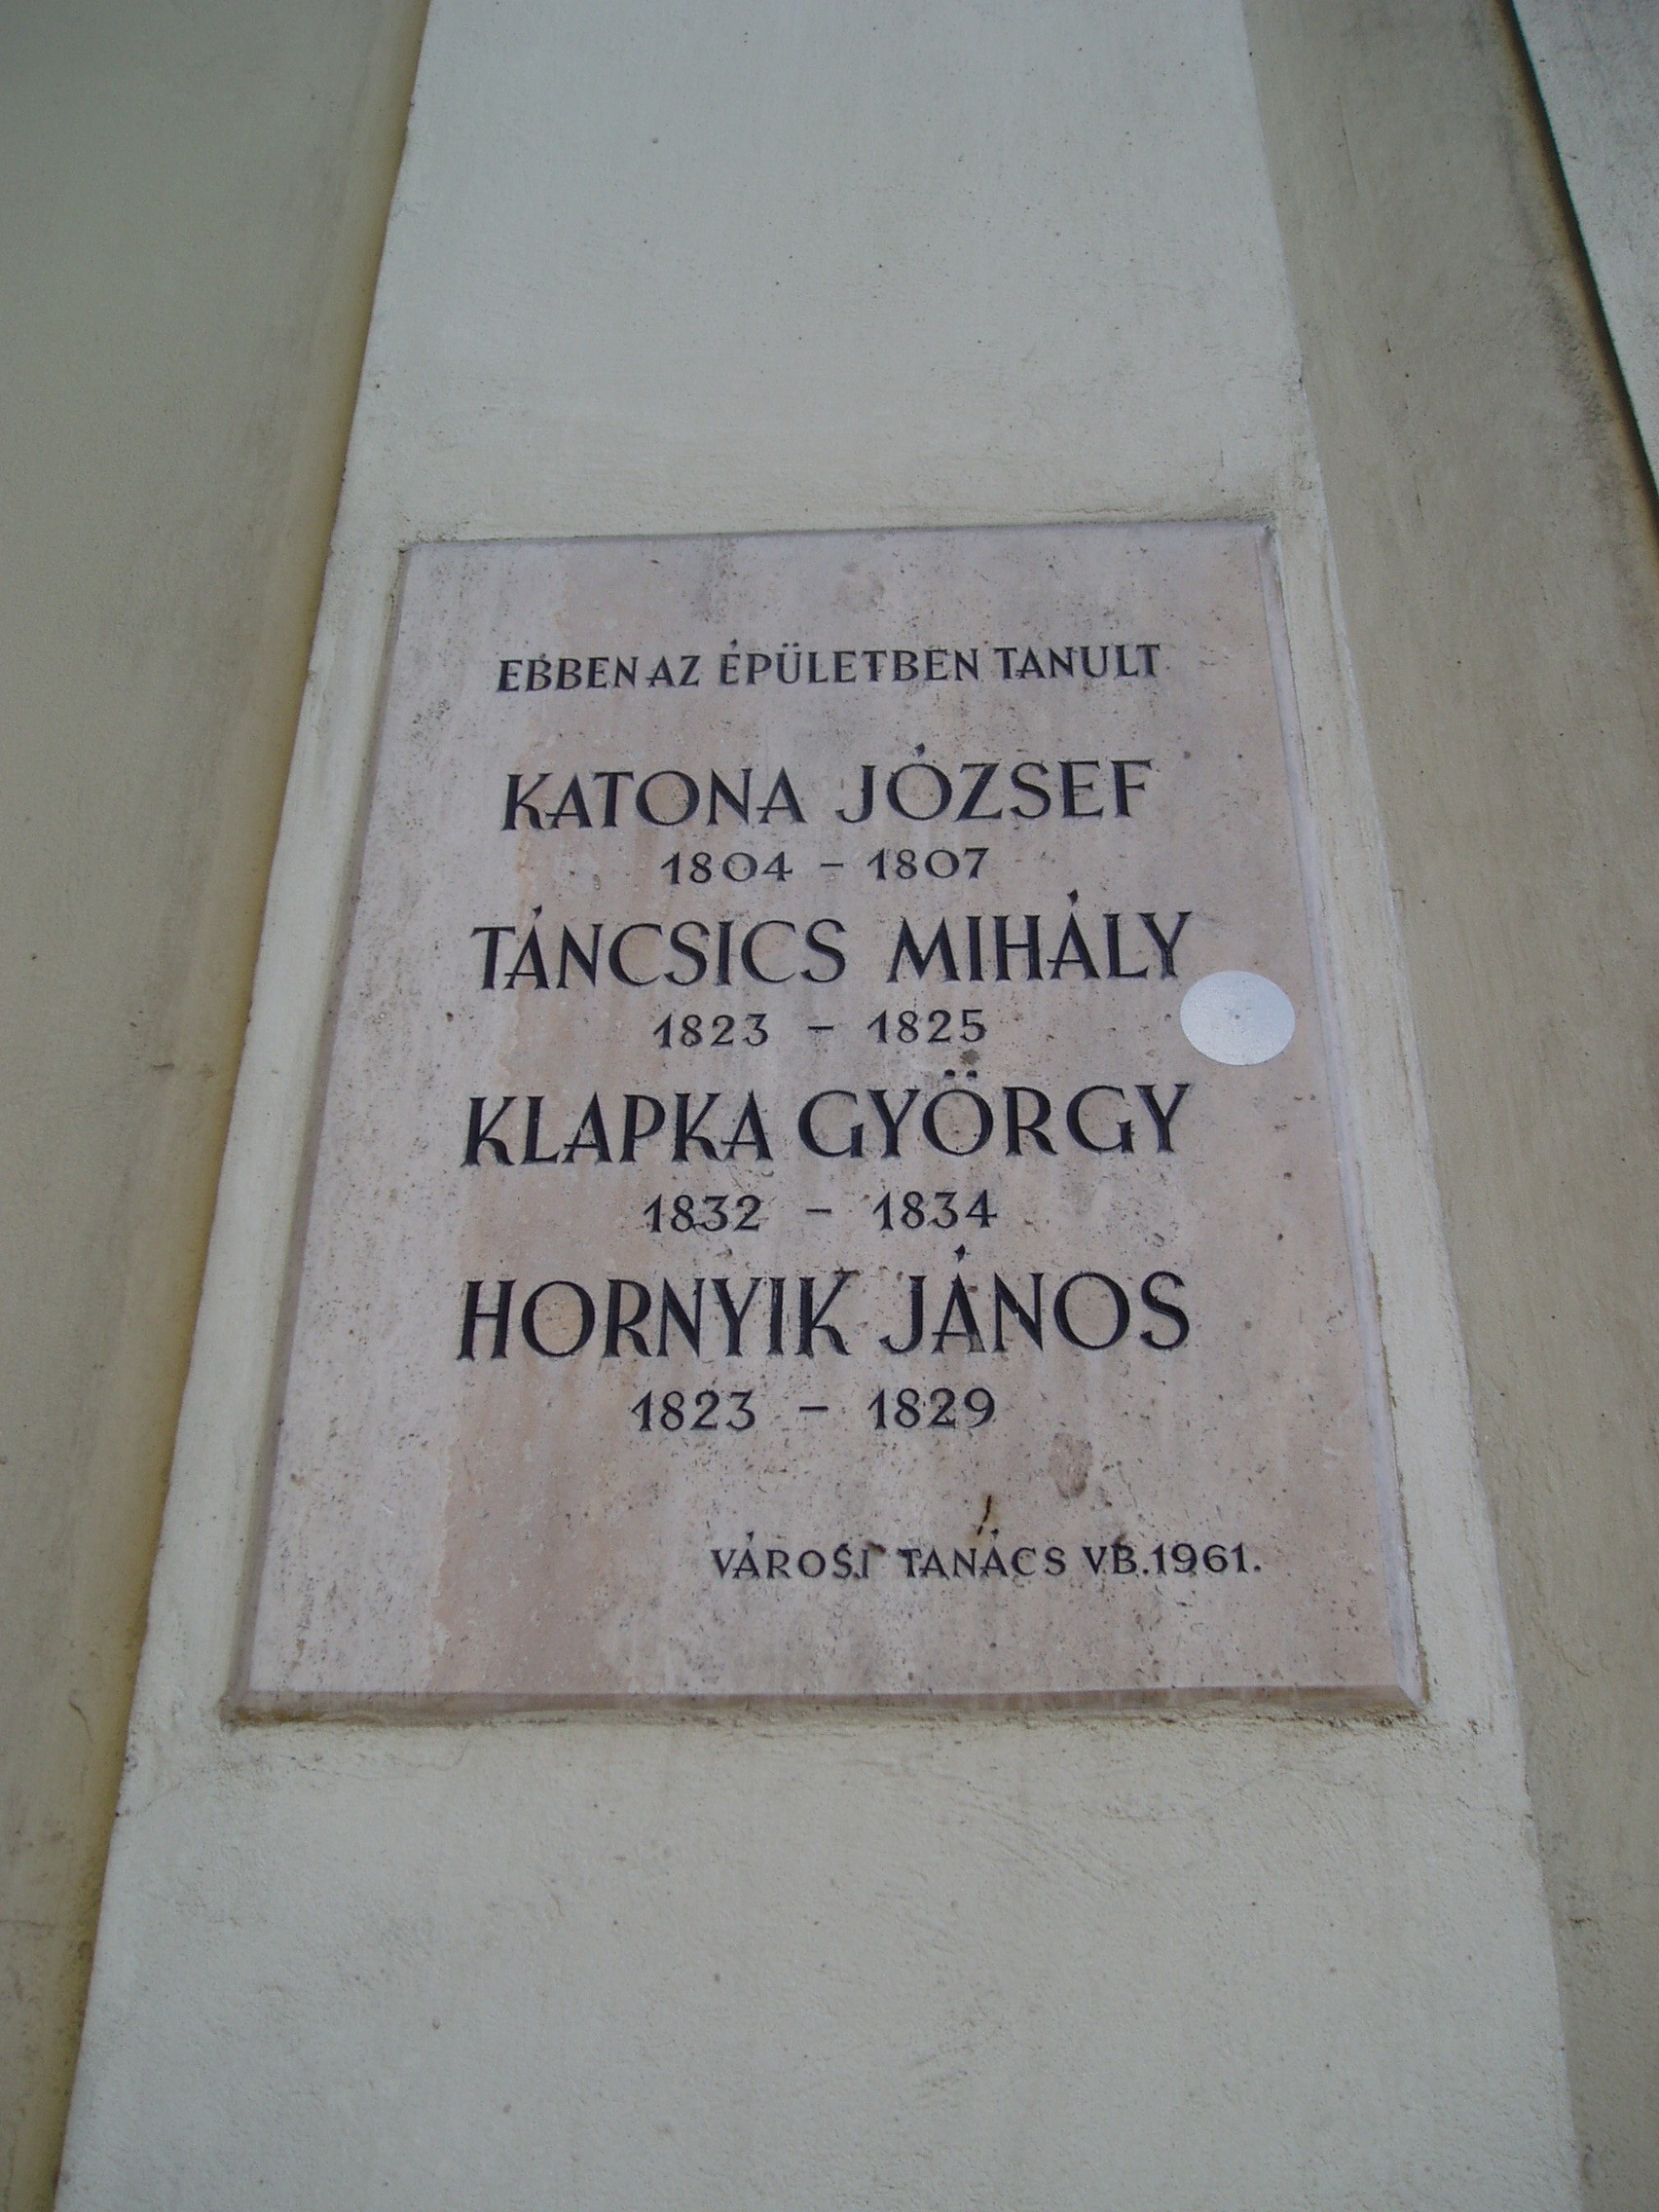 EBBEN AZ ÉPÜLETBEN TANULT
KATONA JÓZSEF
1804 - 1807
TÁNCSICS MIHÁLY
1823 - 1825
KLAPKA GYÖRGY
1832 - 1834
HORNYIK JÁNOS
1823 - 1829
VÁROSI TANÁCS VB. 1961.